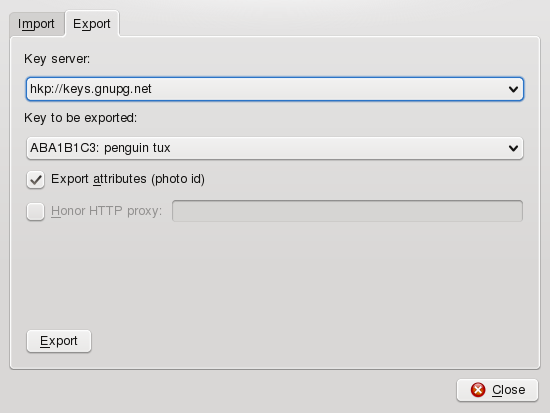 Import Export
Key server:
hkp://keys.gnupg.net
Key to be exported:
ABA1B1C3: penguin tux
Export attributes (photo id)
Honor HTTP proxy:
Export
Close